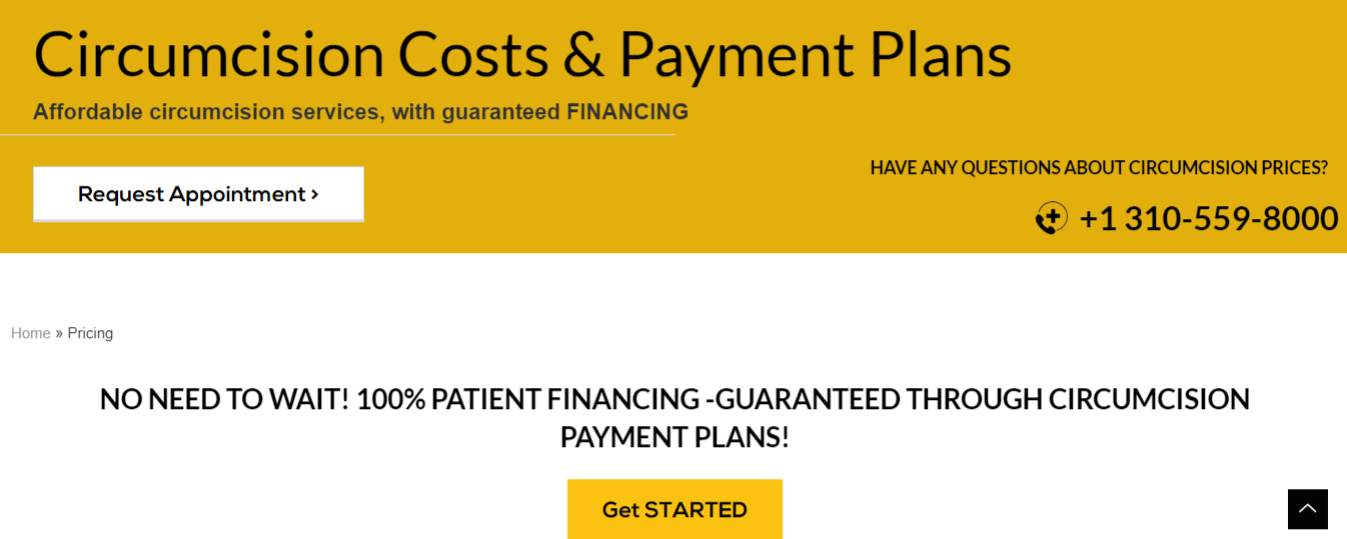 Circumcision Costs & Payment Plans
Affordable circumcision services, with guaranteed FINANCING
Request Appointment >
HAVE ANY QUESTIONS ABOUT CIRCUMCISION PRICES?
+1 310-559-8000
Home » Pricing
NO NEED TO WAIT! 100% PATIENT FINANCING -GUARANTEED THROUGH CIRCUMCISION
PAYMENT PLANS!
Get STARTED